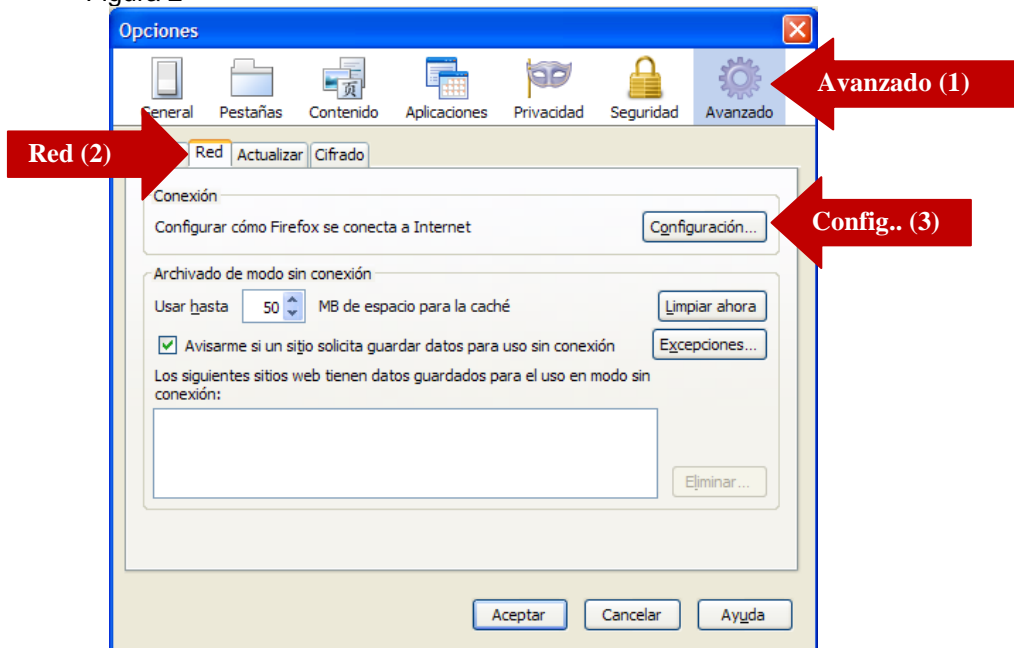 Figura 2
Opciones
General Pestañas Contenido Aplicaciones Privacidad Seguridad Avanzado
Avanzado (1)
Red (2)
Red Actualizar Cifrado
Conexión
Configurar cómo Firefox se conecta a Internet Configuración...
Config.. (3)
Archivado de modo sin conexión
Usar hasta 50 MB de espacio para la caché Limpiar ahora
Avisarme si un sitio solicita guardar datos para uso sin conexión Excepciones...
Los siguientes sitios web tienen datos guardados para el uso en modo sin
conexión:
Eliminar...
Aceptar Cancelar Ayuda